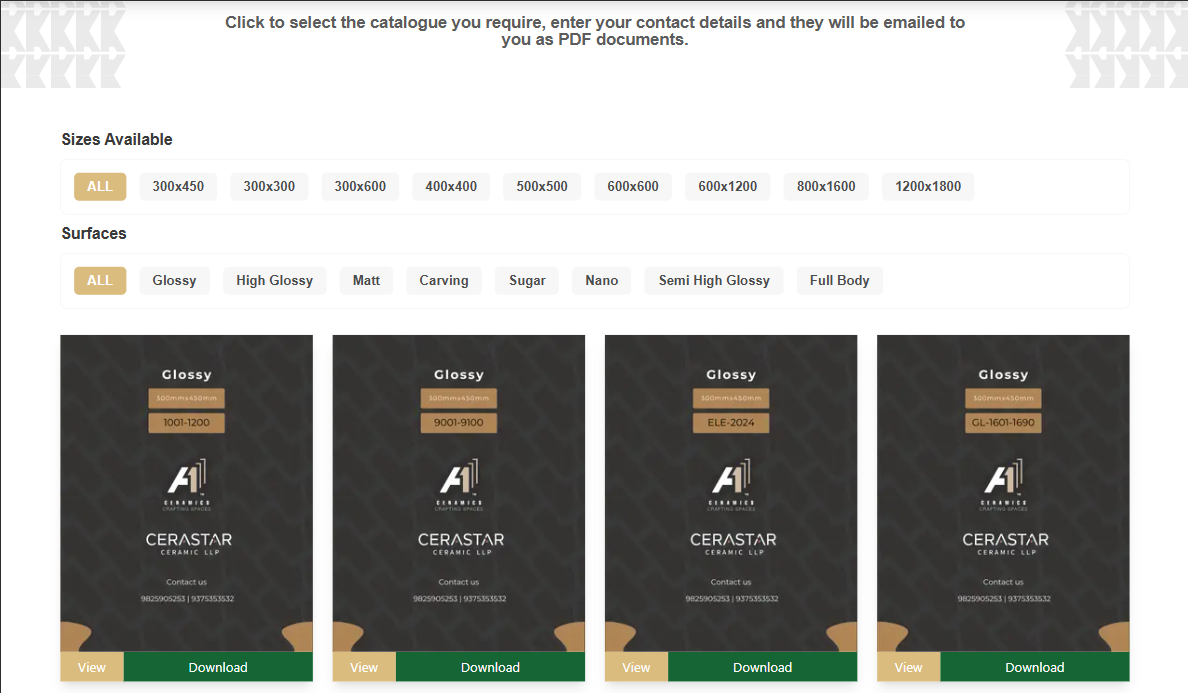 Click to select the catalogue you require, enter your contact details and they will be emailed to
you as PDF documents.
Sizes Available
ALL 300x450 300x300 300x600 400x400 500x500 600x600 600x1200 800x1600 1200x1800
Surfaces
ALL Glossy High Glossy Matt Carving Sugar Nano Semi High Glossy Full Body
Glossy
300mmx450mm
1001-1200
A1
TM
CERAMICS
CRAFTING SPACES
CERASTAR
CERAMIC LLP
Contact us
9825905253 | 9375353532
View Download
Glossy
300mmx450mm
9001-9100
A1
TM
CERAMICS
CRAFTING SPACES
CERASTAR
CERAMIC LLP
Contact us
9825905253 | 9375353532
View Download
Glossy
300mmx450mm
ELE-2024
A1
TM
CERAMICS
CRAFTING SPACES
CERASTAR
CERAMIC LLP
Contact us
9825905253 | 9375353532
View Download
Glossy
300mmx450mm
GL-1601-1690
A1
TM
CERAMICS
CRAFTING SPACES
CERASTAR
CERAMIC LLP
Contact us
9825905253 | 9375353532
View Download